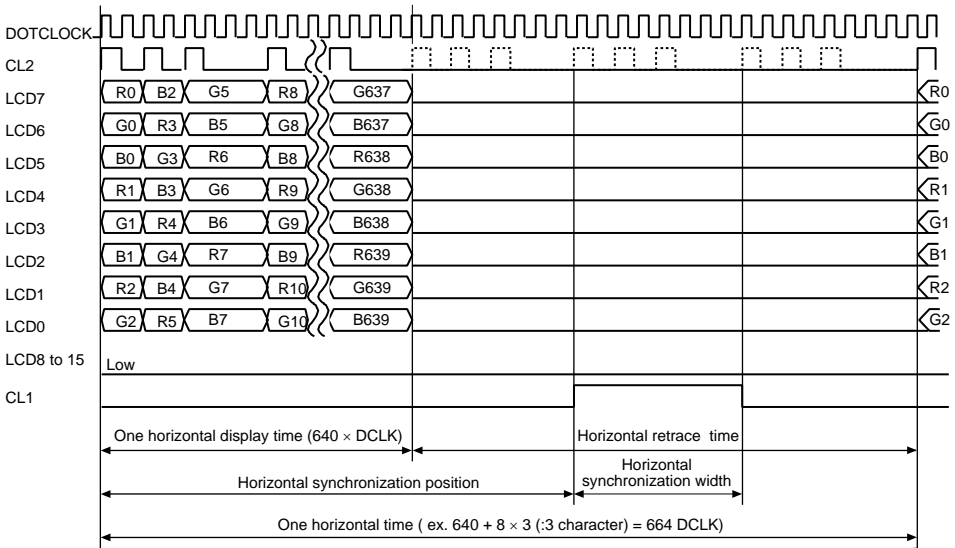 DOTCLOCK
CL2
LCD7 R0 B2 G5 R8 G637 R0
LCD6 G0 R3 B5 G8 B637 G0
LCD5 B0 G3 R6 B8 R638 B0
LCD4 R1 B3 G6 R9 G638 R1
LCD3 G1 R4 B6 G9 B638 G1
LCD2 B1 G4 R7 B9 R639 B1
LCD1 R2 B4 G7 R10 G639 R2
LCD0 G2 R5 B7 G10 B639 G2
LCD8 to 15 Low
CL1
One horizontal display time (640 × DCLK) Horizontal retrace time
Horizontal synchronization position Horizontal
synchronization width
One horizontal time ( ex. 640 + 8 × 3 (:3 character) = 664 DCLK)